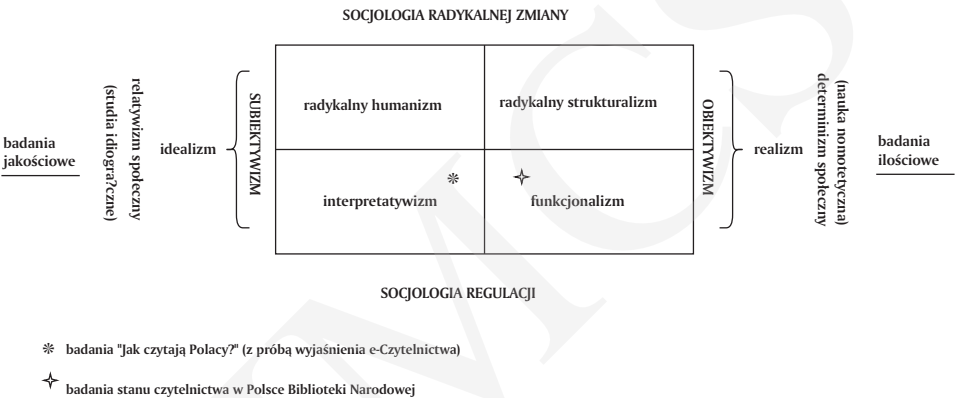 SOCJOLOGIA RADYKALNEJ ZMIANY
badania
jakościowe
relatywizm społeczny
(studia idiogra?czne)
idealizm
SUBIEKTYWIZM
radykalny humanizm
radykalny strukturalizm
interpretatywizm
funkcjonalizm
OBIEKTYWIZM
realizm
(nauka nomotetyczna)
determinizm społeczny
badania
ilościowe
SOCJOLOGIA REGULACJI
badania "Jak czytają Polacy?" (z próbą wyjaśnienia e-Czytelnictwa)
badania stanu czytelnictwa w Polsce Biblioteki Narodowej